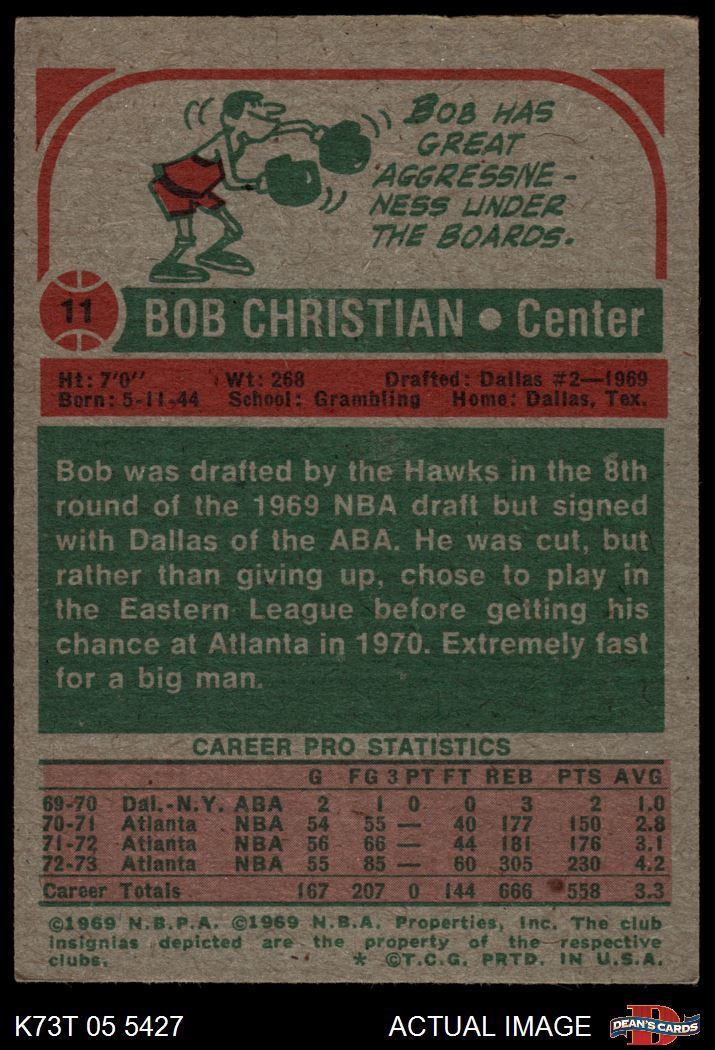 BOB HAS
GREAT
AGGRESSIVE-
NESS UNDER
THE BOARDS.
11 BOB CHRISTIAN • Center
Ht: 7'0" Wt: 268 Drafted: Dallas #2—1969
Born: 5-11-44 School: Grambling Home: Dallas, Tex.
Bob was drafted by the Hawks in the 8th
round of the 1969 NBA draft but signed
with Dallas of the ABA. He was cut, but
rather than giving up, chose to play in
the Eastern League before getting his
chance at Atlanta in 1970. Extremely fast
for a big man.
CAREER PRO STATISTICS
G FG 3 PT FT REB PTS AVG
69-70 Dal.-N.Y. ABA 2 1 0 0 3 2 1.0
70-71 Atlanta NBA 54 55 — 40 177 150 2.8
71-72 Atlanta NBA 56 66 — 44 181 176 3.1
72-73 Atlanta NBA 55 85 — 60 305 230 4.2
Career Totals 167 207 0 144 666 558 3.3
©1969 N.B.P.A. ©1969 N.B.A. Properties, Inc. The club
insignias depicted are the property of the respective
clubs. * ©T.C.G. PRTD. IN U.S.A.
K73T 05 5427 ACTUAL IMAGE D DEAN'S CARDS